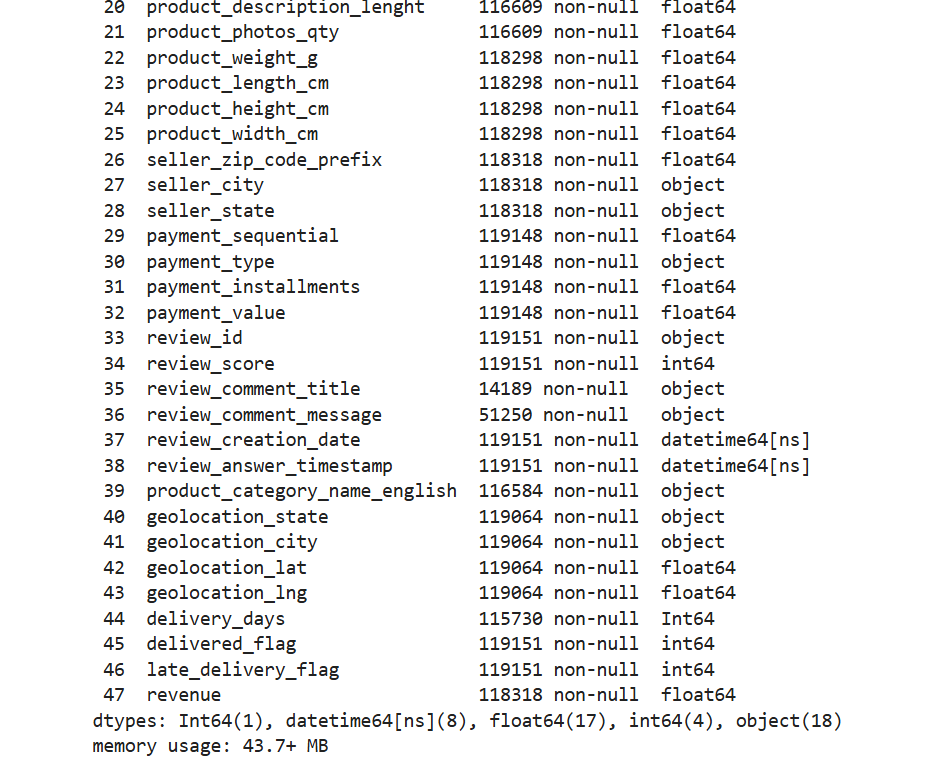 20 product_description_lenght 116609 non-null float64
21 product_photos_qty 116609 non-null float64
22 product_weight_g 118298 non-null float64
23 product_length_cm 118298 non-null float64
24 product_height_cm 118298 non-null float64
25 product_width_cm 118298 non-null float64
26 seller_zip_code_prefix 118318 non-null float64
27 seller_city 118318 non-null object
28 seller_state 118318 non-null object
29 payment_sequential 119148 non-null float64
30 payment_type 119148 non-null object
31 payment_installments 119148 non-null float64
32 payment_value 119148 non-null float64
33 review_id 119151 non-null object
34 review_score 119151 non-null int64
35 review_comment_title 14189 non-null object
36 review_comment_message 51250 non-null object
37 review_creation_date 119151 non-null datetime64[ns]
38 review_answer_timestamp 119151 non-null datetime64[ns]
39 product_category_name_english 116584 non-null object
40 geolocation_state 119064 non-null object
41 geolocation_city 119064 non-null object
42 geolocation_lat 119064 non-null float64
43 geolocation_lng 119064 non-null float64
44 delivery_days 115730 non-null Int64
45 delivered_flag 119151 non-null int64
46 late_delivery_flag 119151 non-null int64
47 revenue 118318 non-null float64
dtypes: Int64(1), datetime64[ns](8), float64(17), int64(4), object(18)
memory usage: 43.7+ MB